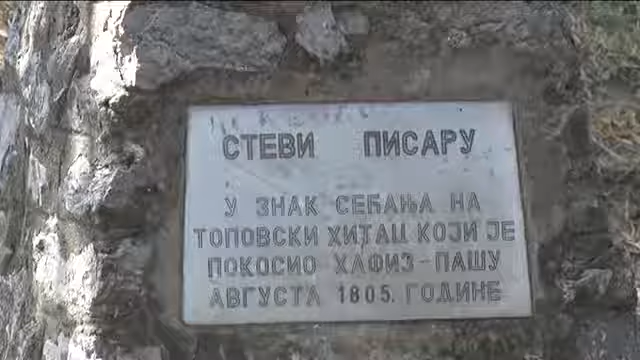 СТЕВИ ПИСАРУ
У ЗНАК СЕЋАЊА НА
ТОПОВСКИ ХИТАЦ КОЈИ ЈЕ
ПОКОСИО ХАФИЗ-ПАШУ
АВГУСТА 1805. ГОДИНЕ